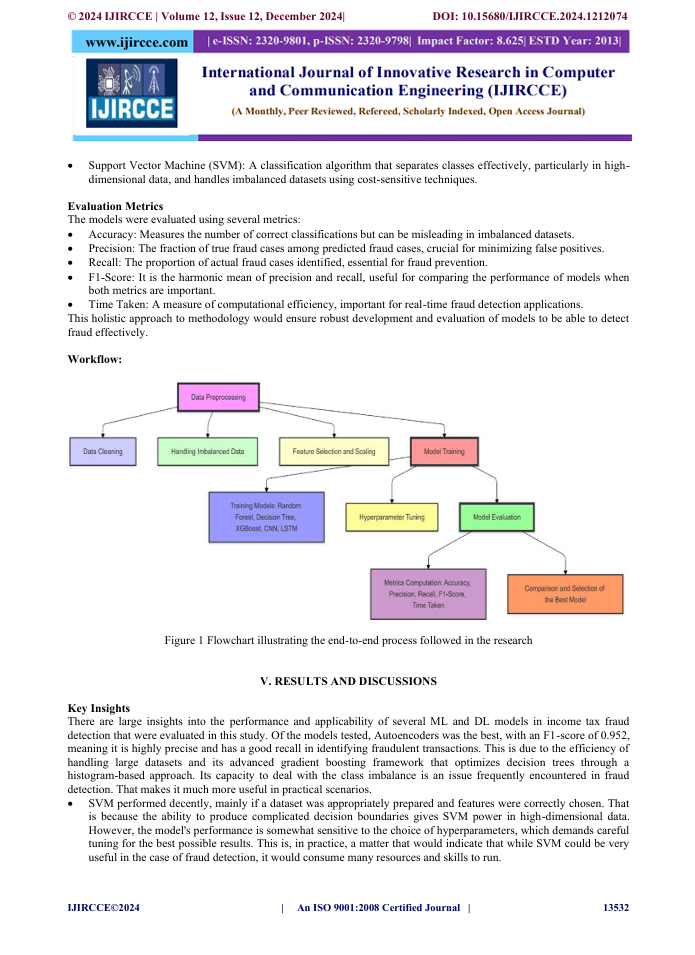 © 2024 IJIRCCE | Volume 12, Issue 12, December 2024| DOI: 10.15680/IJIRCCE.2024.1212074
www.ijircce.com | e-ISSN: 2320-9801, p-ISSN: 2320-9798| Impact Factor: 8.625| ESTD Year: 2013|
International Journal of Innovative Research in Computer
and Communication Engineering (IJIRCCE)
(A Monthly, Peer Reviewed, Refereed, Scholarly Indexed, Open Access Journal)
IJIRCCE
• Support Vector Machine (SVM): A classification algorithm that separates classes effectively, particularly in high-
dimensional data, and handles imbalanced datasets using cost-sensitive techniques.
Evaluation Metrics
The models were evaluated using several metrics:
• Accuracy: Measures the number of correct classifications but can be misleading in imbalanced datasets.
• Precision: The fraction of true fraud cases among predicted fraud cases, crucial for minimizing false positives.
• Recall: The proportion of actual fraud cases identified, essential for fraud prevention.
• F1-Score: It is the harmonic mean of precision and recall, useful for comparing the performance of models when
both metrics are important.
• Time Taken: A measure of computational efficiency, important for real-time fraud detection applications.
This holistic approach to methodology would ensure robust development and evaluation of models to be able to detect
fraud effectively.
Workflow:
Data Preprocessing
Data Cleaning
Handling Imbalanced Data
Feature Selection and Scaling
Model Training
Training Models: Random
Forest, Decision Tree,
XGBoost, CNN, LSTM
Hyperparameter Tuning
Model Evaluation
Metrics Computation: Accuracy,
Precision, Recall, F1-Score,
Time Taken
Comparison and Selection of
the Best Model
Figure 1 Flowchart illustrating the end-to-end process followed in the research
V. RESULTS AND DISCUSSIONS
Key Insights
There are large insights into the performance and applicability of several ML and DL models in income tax fraud
detection that were evaluated in this study. Of the models tested, Autoencoders was the best, with an F1-score of 0.952,
meaning it is highly precise and has a good recall in identifying fraudulent transactions. This is due to the efficiency of
handling large datasets and its advanced gradient boosting framework that optimizes decision trees through a
histogram-based approach. Its capacity to deal with the class imbalance is an issue frequently encountered in fraud
detection. That makes it much more useful in practical scenarios.
• SVM performed decently, mainly if a dataset was appropriately prepared and features were correctly chosen. That
is because the ability to produce complicated decision boundaries gives SVM power in high-dimensional data.
However, the model's performance is somewhat sensitive to the choice of hyperparameters, which demands careful
tuning for the best possible results. This is, in practice, a matter that would indicate that while SVM could be very
useful in the case of fraud detection, it would consume many resources and skills to run.
IJIRCCE©2024 | An ISO 9001:2008 Certified Journal | 13532